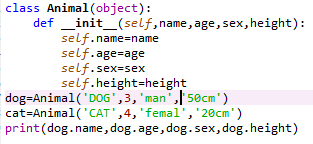 class Animal(object):
    def __init__(self,name,age,sex,height):
        self.name=name
        self.age=age
        self.sex=sex
        self.height=height
dog=Animal('DOG',3,'man','50cm')
cat=Animal('CAT',4,'femal','20cm')
print(dog.name,dog.age,dog.sex,dog.height)